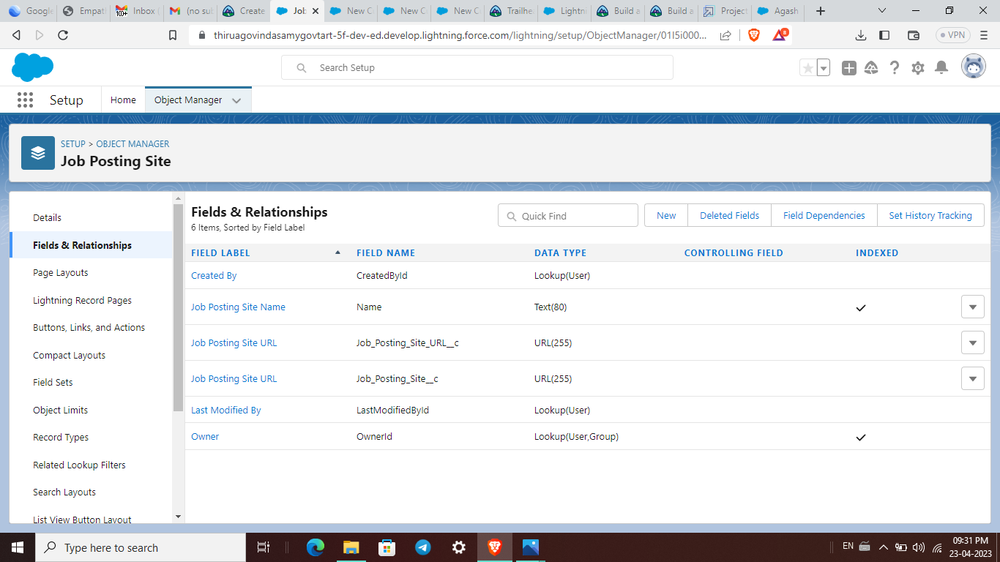 Google
Empat
Inbox (
(no sub
Create
Job
New C
New C
New C
Trailhea
Lightni
Build a
Build a
Project
Agash
100+
thiruagovindasamygovtart-5f-dev-ed.develop.lightning.force.com/lightning/setup/ObjectManager/01I5i000...
8
VPN
Search Setup
Setup
Home
Object Manager
SETUP > OBJECT MANAGER
Job Posting Site
Details
Fields & Relationships
Page Layouts
Lightning Record Pages
Buttons, Links, and Actions
Compact Layouts
Field Sets
Object Limits
Record Types
Related Lookup Filters
Search Layouts
List View Button Layout
Fields & Relationships
6 Items, Sorted by Field Label
Quick Find
New
Deleted Fields
Field Dependencies
Set History Tracking
FIELD LABEL FIELD NAME DATA TYPE CONTROLLING FIELD INDEXED
Created By CreatedById Lookup(User)
Job Posting Site Name Name Text(80)
Job Posting Site URL Job_Posting_Site_URL__c URL(255)
Job Posting Site URL Job_Posting_Site__c URL(255)
Last Modified By LastModifiedById Lookup(User)
Owner OwnerId Lookup(User,Group)
Type here to search
EN
09:31 PM
23-04-2023